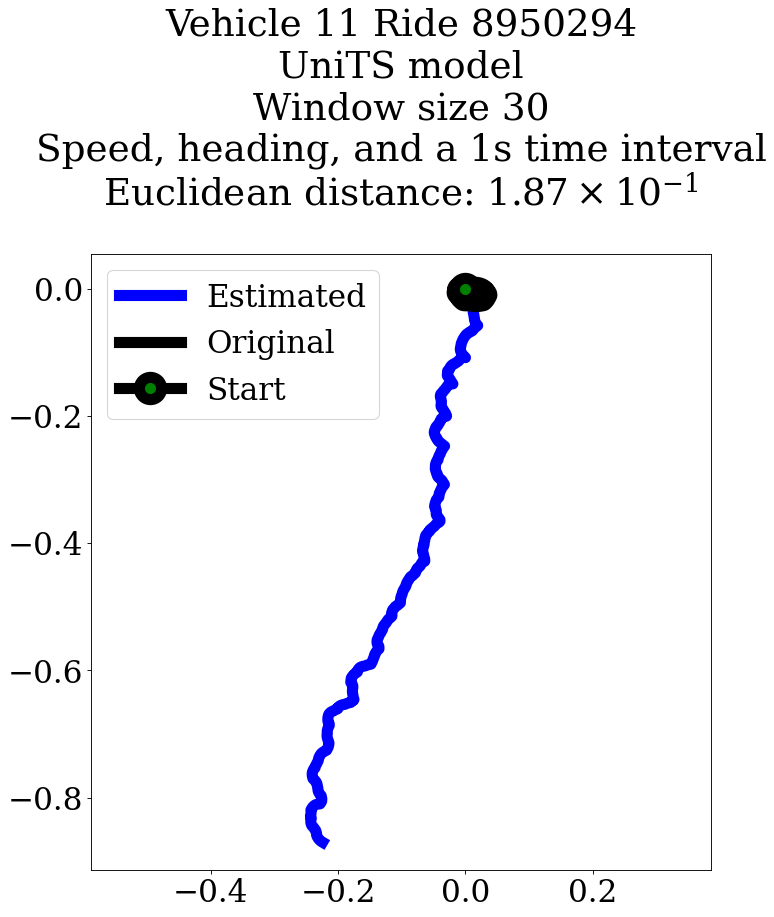 Vehicle 11 Ride 8950294
UniTS model
Window size 30
Speed, heading, and a 1s time interval
Euclidean distance: 1.87 × 10⁻¹
Estimated
Original
Start
0.0
−0.2
−0.4
−0.6
−0.8
−0.4
−0.2
0.0
0.2